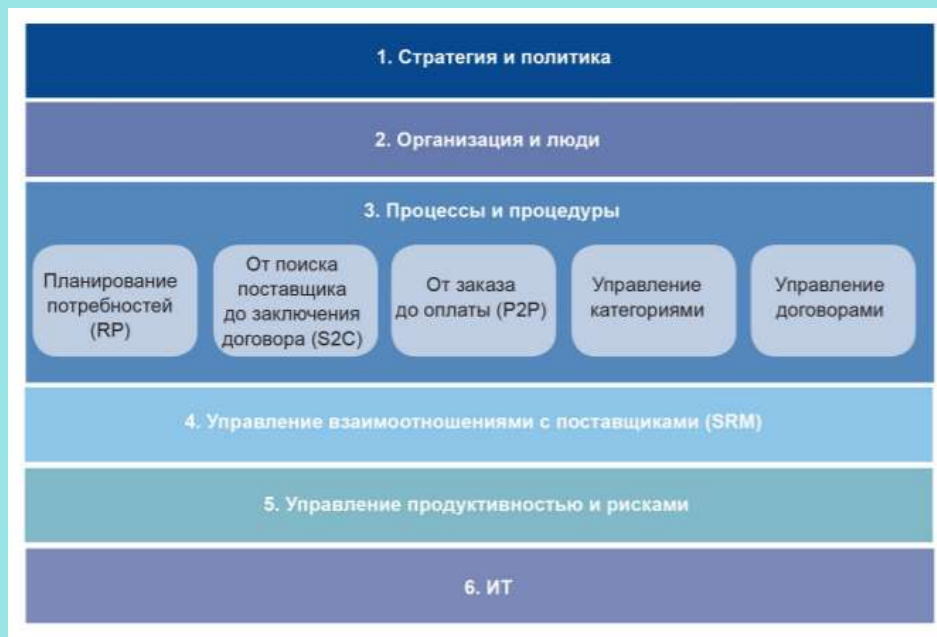 1. Стратегия и политика
2. Организация и люди
3. Процессы и процедуры
Планирование
потребностей
(RP)
От поиска
поставщика
до заключения
договора (S2C)
От заказа
до оплаты (P2P)
Управление
категориями
Управление
договорами
4. Управление взаимоотношениями с поставщиками (SRM)
5. Управление продуктивностью и рисками
6. ИТ